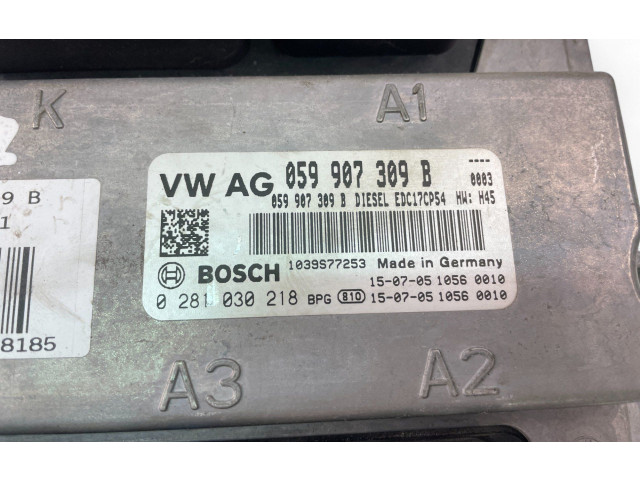 K
A1
9 B
1
8185
VW AG 059 907 309 B 0003
059 907 309 B DIESEL EDC17CP54 HW: H45
BOSCH 1039S77253 Made in Germany
15-07-05 1056 0010
0 281 030 218 BPG 810 15-07-05 1056 0010
A3
A2